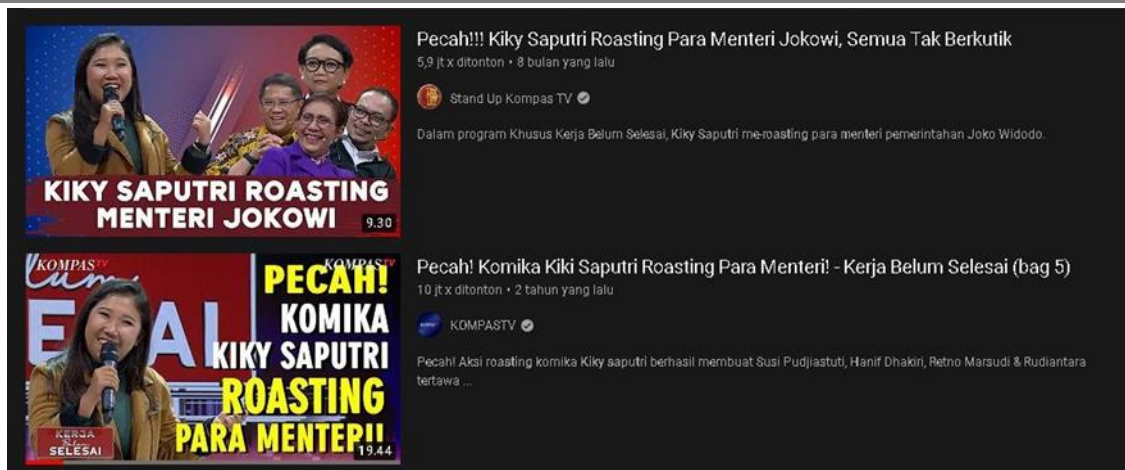 KIKY SAPUTRI ROASTING
MENTERI JOKOWI
9.30
Pecah!!! Kiky Saputri Roasting Para Menteri Jokowi, Semua Tak Berkutik
5,9 jt x ditonton • 8 bulan yang lalu
Stand Up Kompas TV
Dalam program Khusus Kerja Belum Selesai, Kiky Saputri me-roasting para menteri pemerintahan Joko Widodo.
KOMPASTV
KOMPASTV
PECAH!
KOMIKA
KIKY SAPUTRI
ROASTING
PARA MENTERI!
KERJA
Belum
SELESAI
19.44
Pecah! Komika Kiki Saputri Roasting Para Menteri! - Kerja Belum Selesai (bag 5)
10 jt x ditonton • 2 tahun yang lalu
KOMPASTV
Pecah! Aksi roasting komika Kiky saputri berhasil membuat Susi Pudjiastuti, Hanif Dhakiri, Retno Marsudi & Rudiantara
tertawa ...